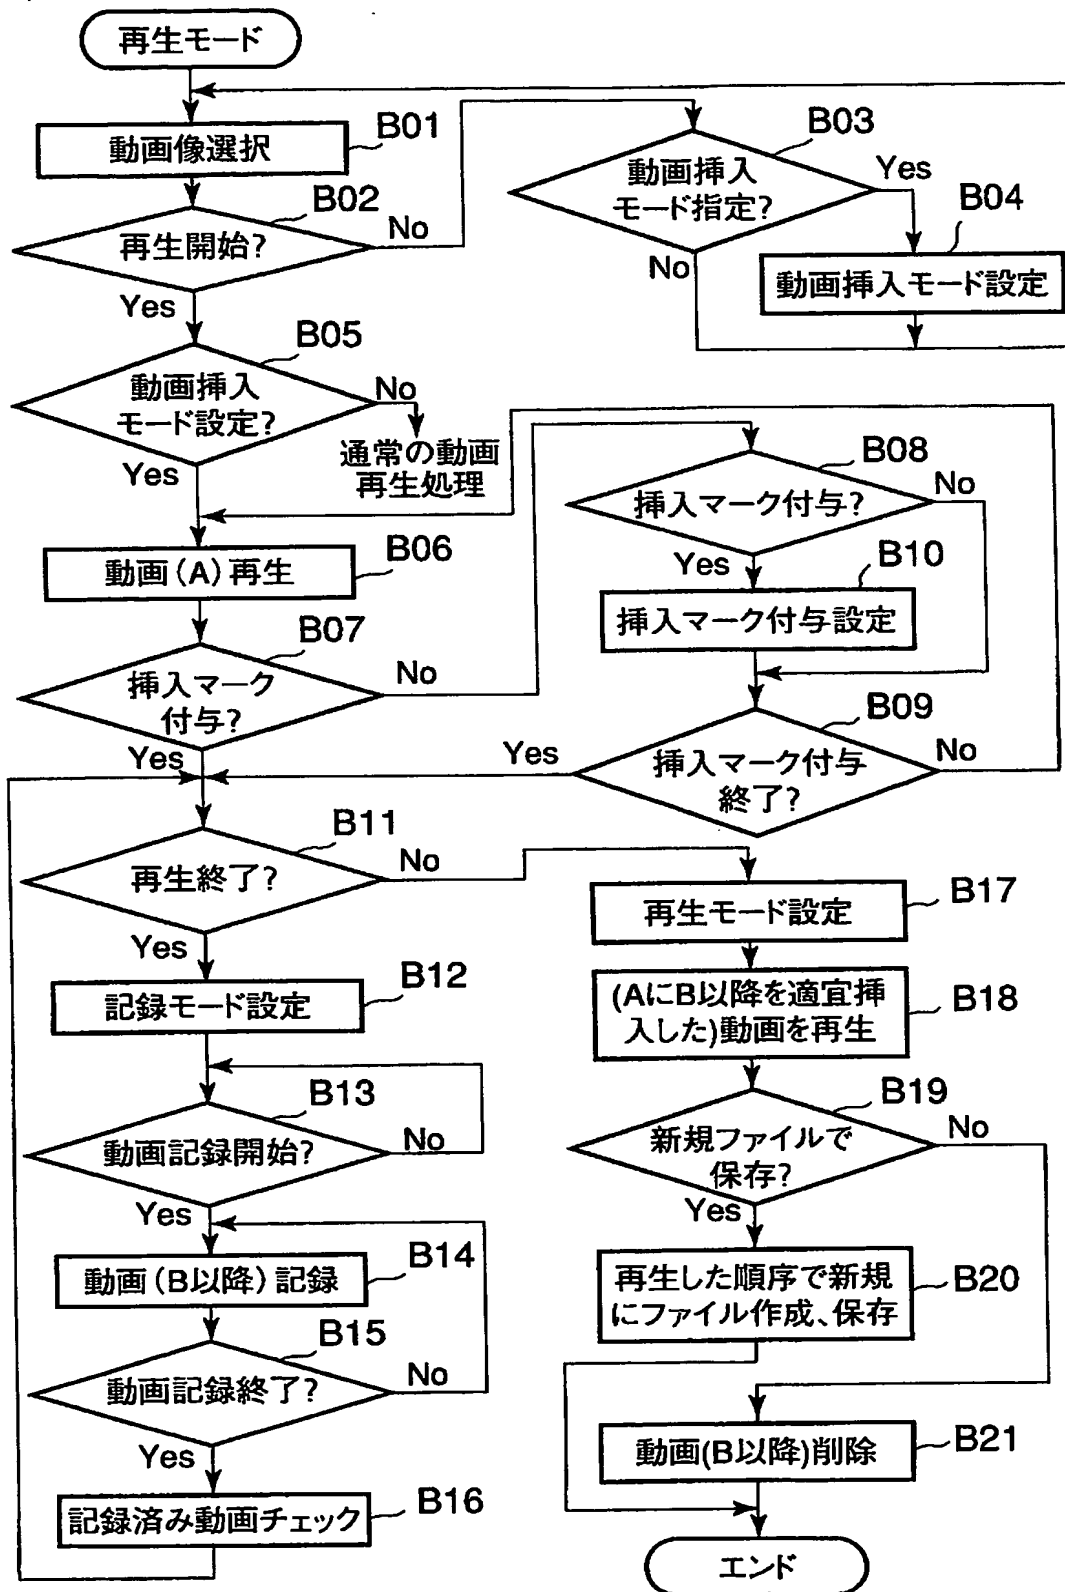 再生モード
動画像選択
B01
再生開始?
B02
No
Yes
動画挿入
モード指定?
B03
Yes
No
B04
動画挿入モード設定
動画挿入
モード設定?
B05
No
通常の動画
再生処理
Yes
動画(A)再生
B06
挿入マーク
付与?
B07
No
Yes
挿入マーク付与?
B08
No
Yes
B10
挿入マーク付与設定
挿入マーク付与
終了?
B09
Yes
No
再生終了?
B11
No
Yes
記録モード設定
B12
動画記録開始?
B13
No
Yes
動画(B以降)記録
B14
動画記録終了?
B15
No
Yes
記録済み動画チェック
B16
再生モード設定
B17
(AにB以降を適宜挿
入した)動画を再生
B18
新規ファイルで
保存?
B19
No
Yes
再生した順序で新規
にファイル作成、保存
B20
動画(B以降)削除
B21
エンド